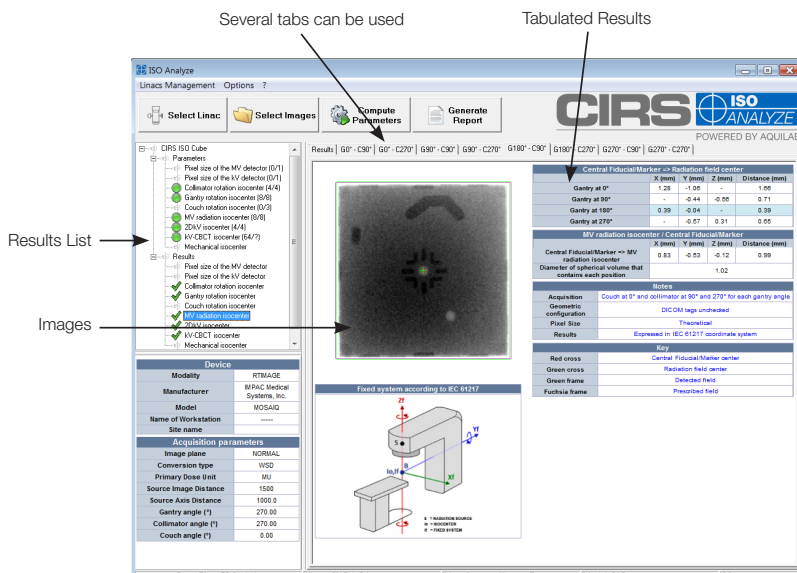 Several tabs can be used
Tabulated Results
Results List
Images
ISO Analyze
Linacs Management Options ?
Select Linac
Select Images
Compute Parameters
Generate Report
CIRS ISO ANALYZE
POWERED BY AQUILAB
CIRS ISO Cube
Parameters
Pixel size of the MV detector (0/1)
Pixel size of the kV detector (0/1)
Collimator rotation isocenter (4/4)
Gantry rotation isocenter (8/8)
Couch rotation isocenter (0/3)
MV radiation isocenter (8/8)
2DkV isocenter (4/4)
kV-CBCT isocenter (64/?)
Mechanical isocenter
Results
Pixel size of the MV detector
Pixel size of the kV detector
Collimator rotation isocenter
Gantry rotation isocenter
Couch rotation isocenter
MV radiation isocenter
2DkV isocenter
kV-CBCT isocenter
Mechanical isocenter
Device
Modality RTIMAGE
Manufacturer IMPAC Medical Systems, Inc.
Model MOSAIQ
Name of Workstation -----
Site name
Acquisition parameters
Image plane NORMAL
Conversion type WSD
Primary Dose Unit MU
Source Image Distance 1500
Source Axis Distance 1000.0
Gantry angle (°) 270.00
Collimator angle (°) 270.00
Couch angle (°) 0.00
Results G0° - C90° G0° - C270° G90° - C90° G90° - C270° G180° - C90° G180° - C270° G270° - C90° G270° - C270°
Central Fiducial/Marker => Radiation field center
X (mm) Y (mm) Z (mm) Distance (mm)
Gantry at 0° 1.28 -1.06 - 1.66
Gantry at 90° - -0.44 -0.56 0.71
Gantry at 180° 0.39 -0.04 - 0.39
Gantry at 270° - -0.57 0.31 0.65
MV radiation isocenter / Central Fiducial/Marker
X (mm) Y (mm) Z (mm) Distance (mm)
Central Fiducial/Marker => MV radiation isocenter 0.83 -0.53 -0.12 0.99
Diameter of spherical volume that contains each position 1.02
Notes
Acquisition Couch at 0° and collimator at 90° and 270° for each gantry angle
Geometric configuration DICOM tags unchecked
Pixel Size Theoretical
Results Expressed in IEC 61217 coordinate system
Key
Red cross Central Fiducial/Marker center
Green cross Radiation field center
Green frame Detected field
Fuchsia frame Prescribed field
Fixed system according to IEC 61217
Zf
Yf
S
Io,If
B
Xf
S = RADIATION SOURCE
Io = ISOCENTER
If = FIXED SYSTEM